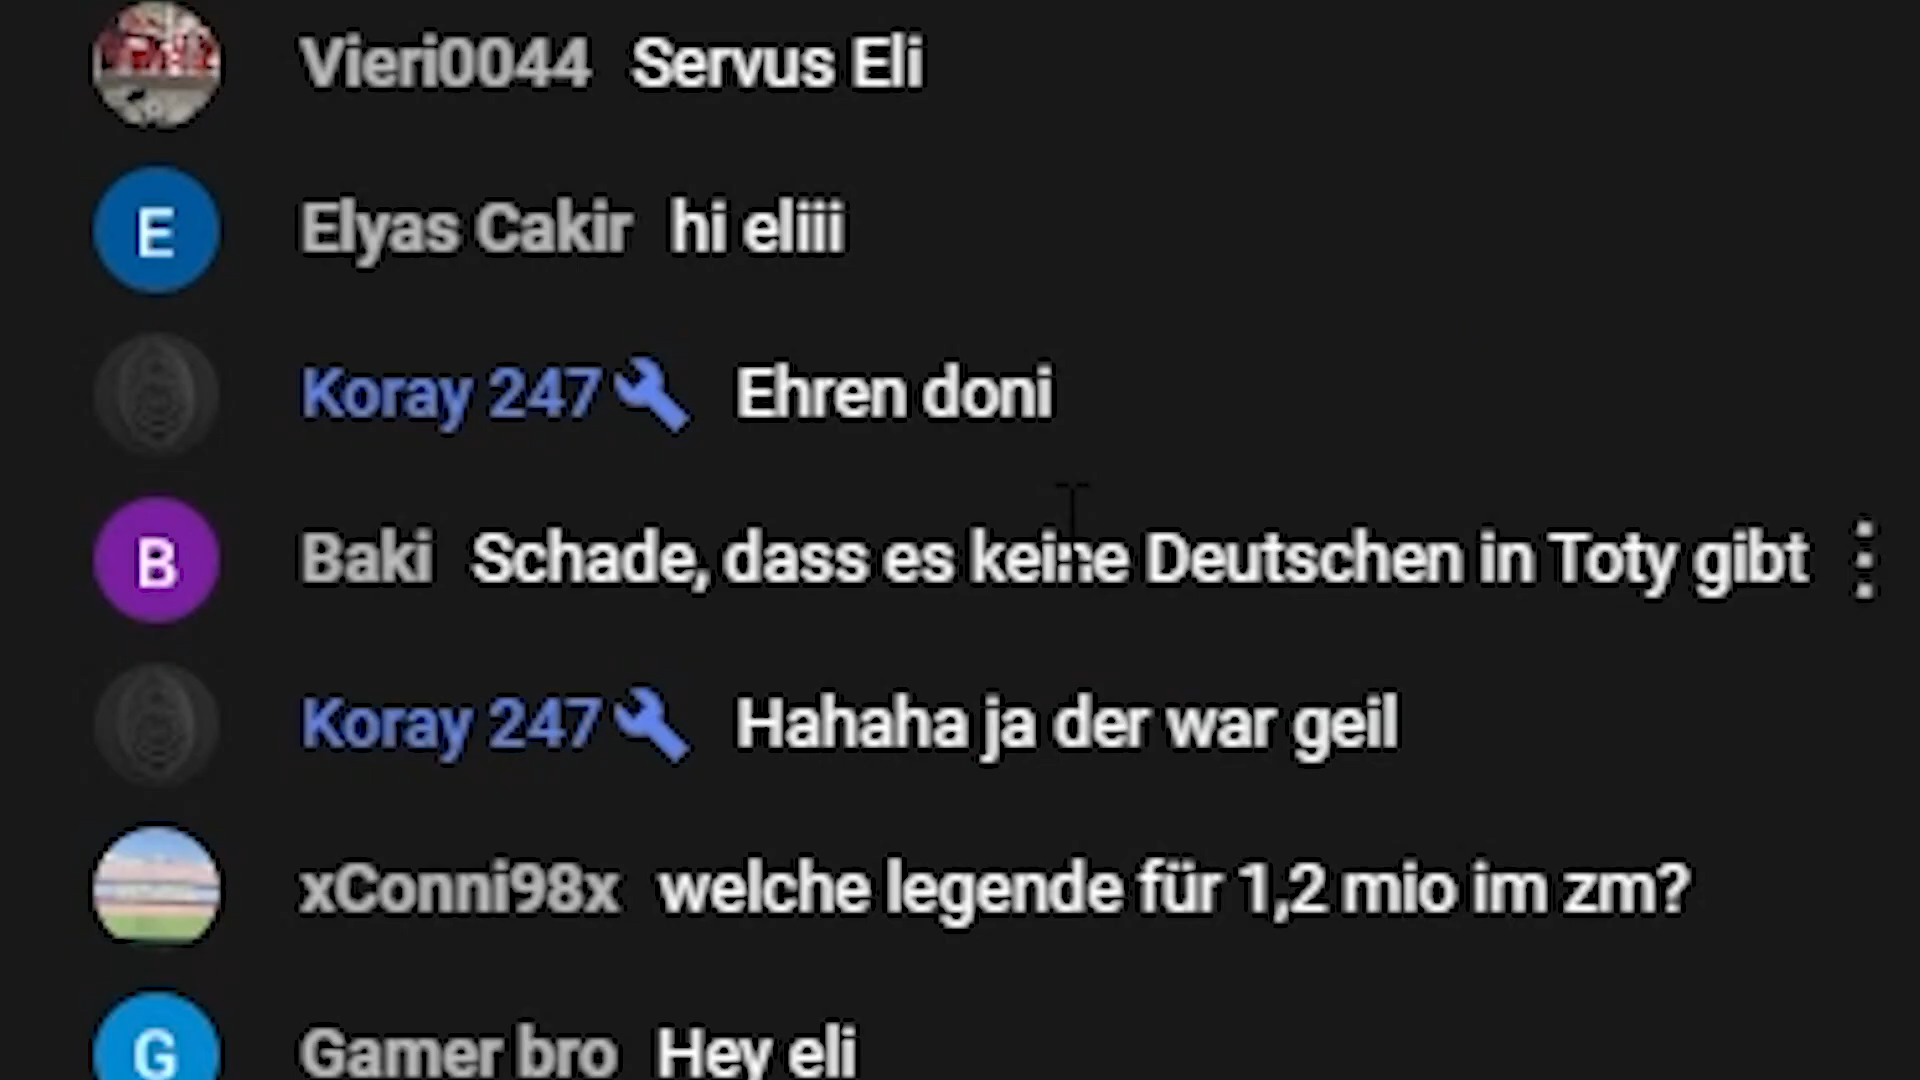 Vieri0044 Servus Eli
E Elyas Cakir hi eliii
Koray 247 Ehren doni
B Baki Schade, dass es keine Deutschen in Toty gibt
Koray 247 Hahaha ja der war geil
xConni98x welche legende für 1,2 mio im zm?
G Gamer bro Hey eli